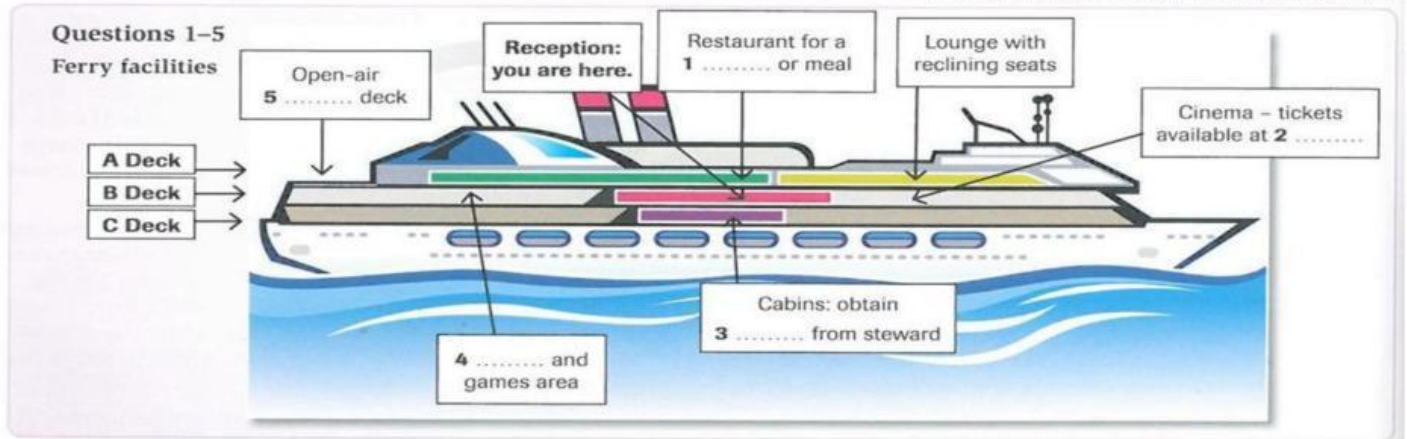 Questions 1–5
Ferry facilities
Open-air
5 ......... deck
Reception:
you are here.
Restaurant for a
1 ......... or meal
Lounge with
reclining seats
Cinema – tickets
available at 2 .........
A Deck
B Deck
C Deck
Cabins: obtain
3 ......... from steward
4 ......... and
games area